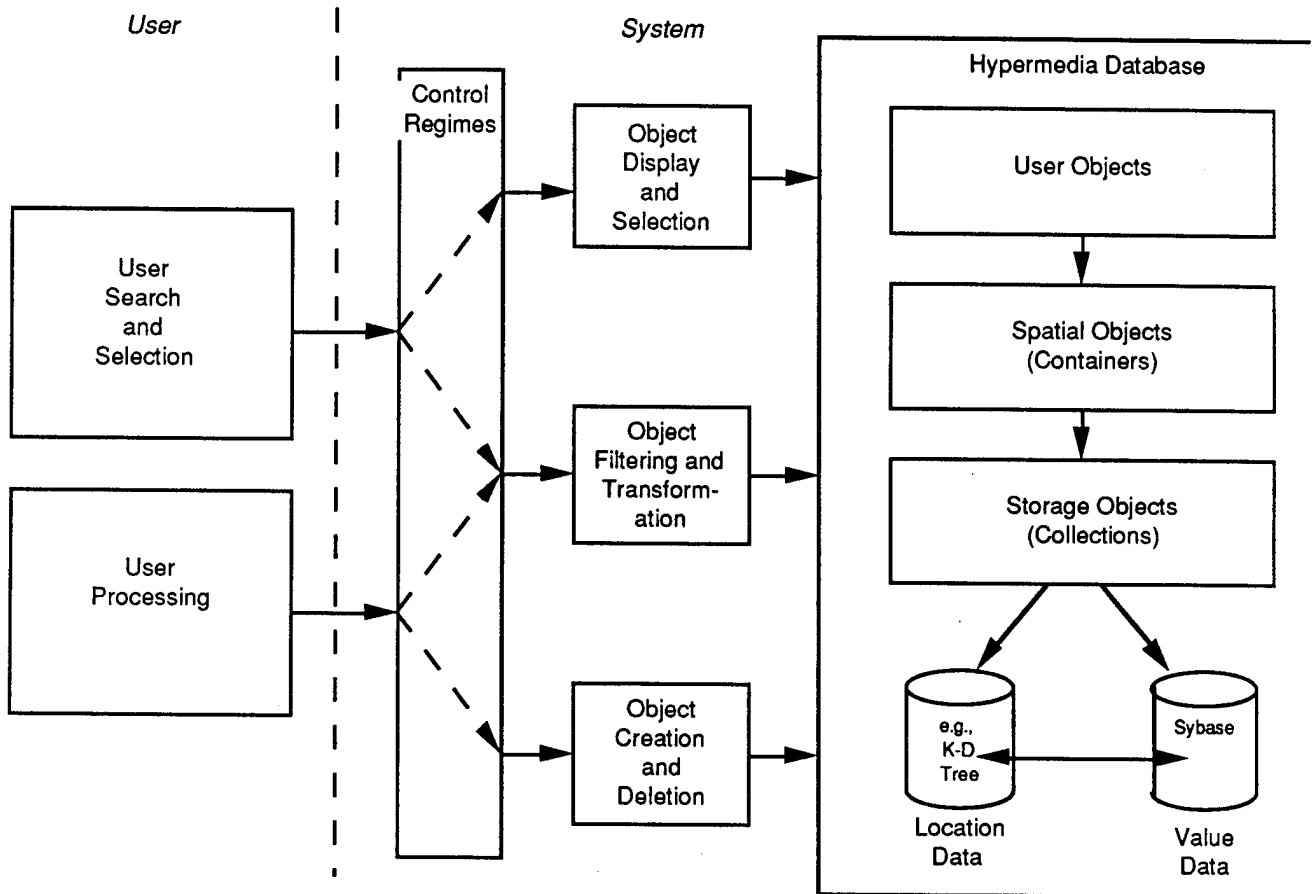 User
System
Hypermedia Database
Control
Regimes
Object
Display
and
Selection
User Objects
User
Search
and
Selection
Spatial Objects
(Containers)
Object
Filtering and
Transform-
ation
Storage Objects
(Collections)
User
Processing
Object
Creation
and
Deletion
e.g.,
K-D
Tree
Sybase
Location
Data
Value
Data